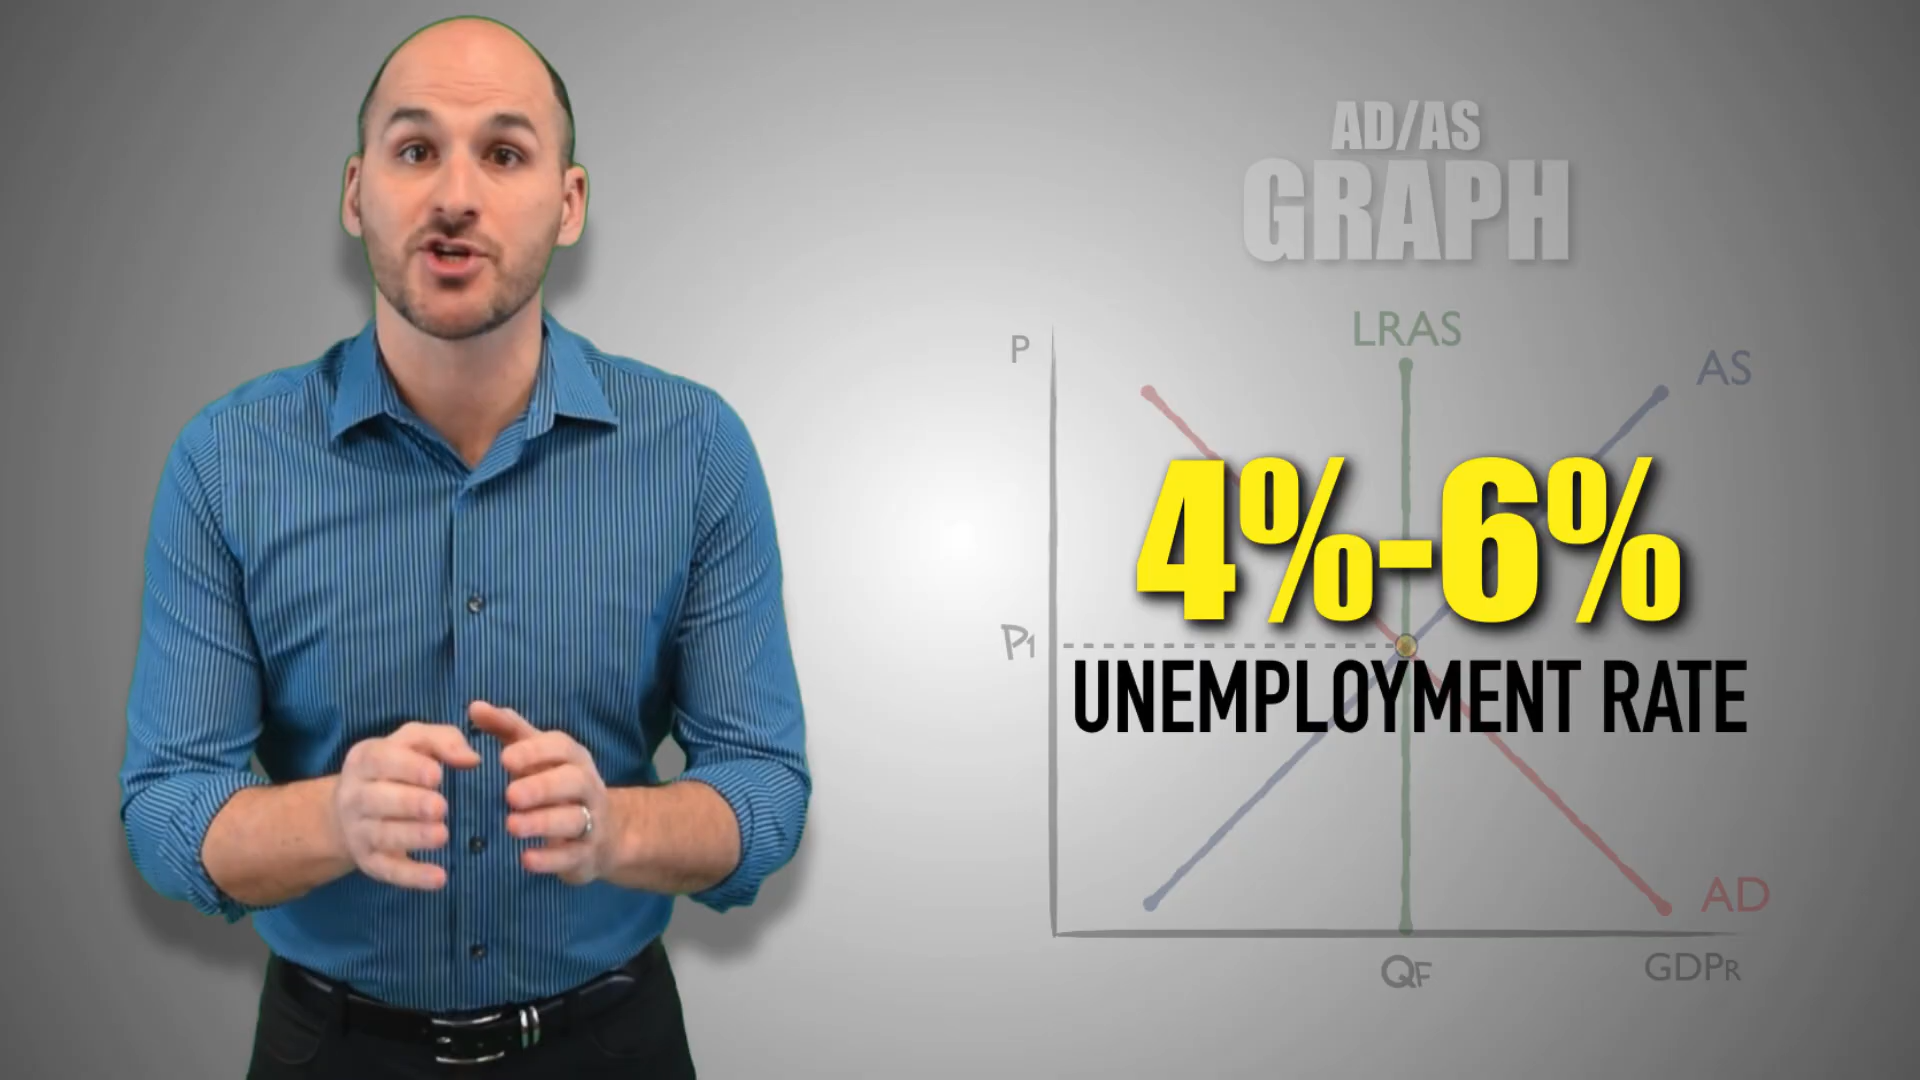 AD/AS
GRAPH
P
LRAS
AS
4%-6%
P1
UNEMPLOYMENT RATE
AD
QF
GDPR